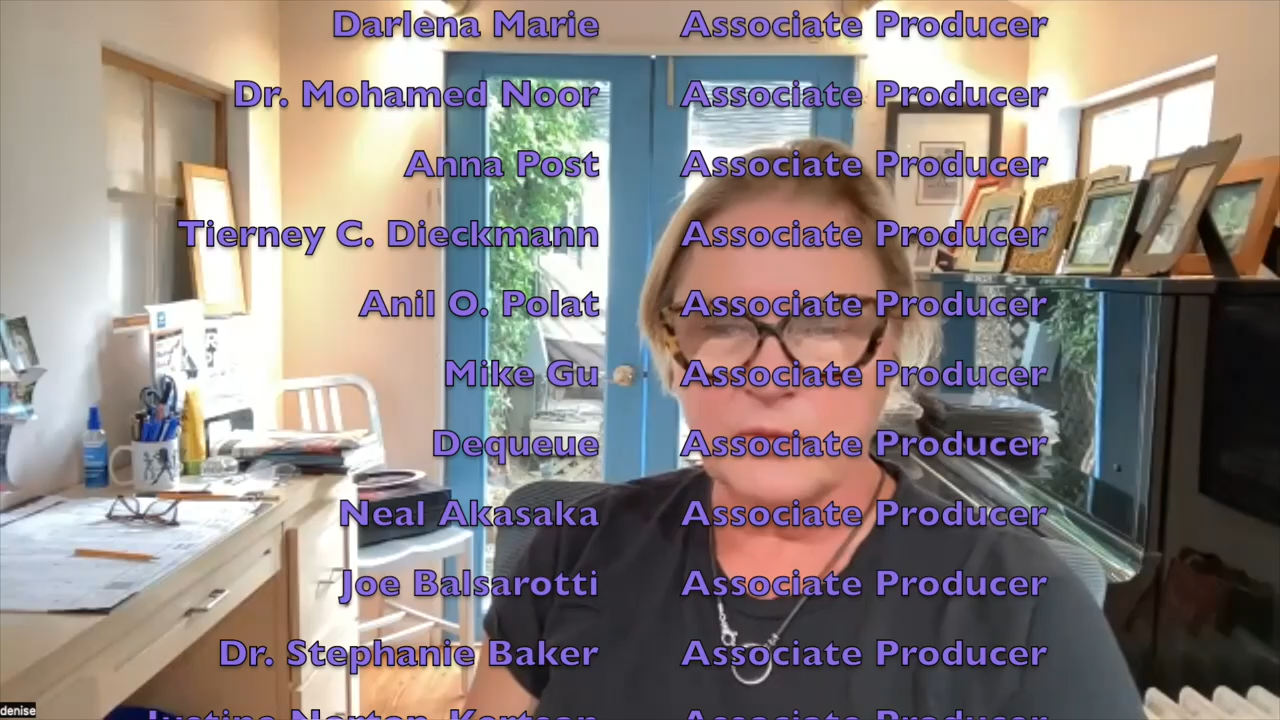 Darlena Marie Associate Producer
Dr. Mohamed Noor Associate Producer
Anna Post Associate Producer
Tierney C. Dieckmann Associate Producer
Anil O. Polat Associate Producer
Mike Gu Associate Producer
Dequeue Associate Producer
Neal Akasaka Associate Producer
Joe Balsarotti Associate Producer
Dr. Stephanie Baker Associate Producer
Associate Producer
denise